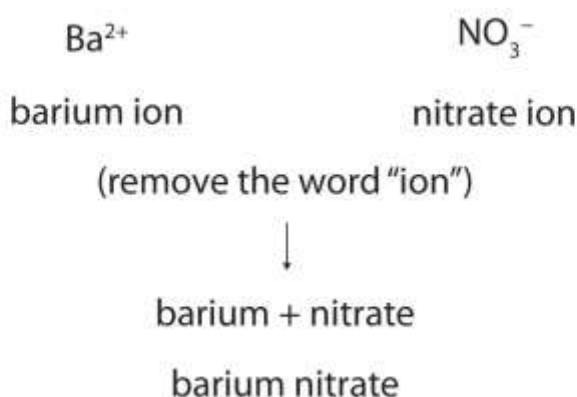 Ba²⁺ NO₃⁻
barium ion nitrate ion
(remove the word “ion”)
barium + nitrate
barium nitrate